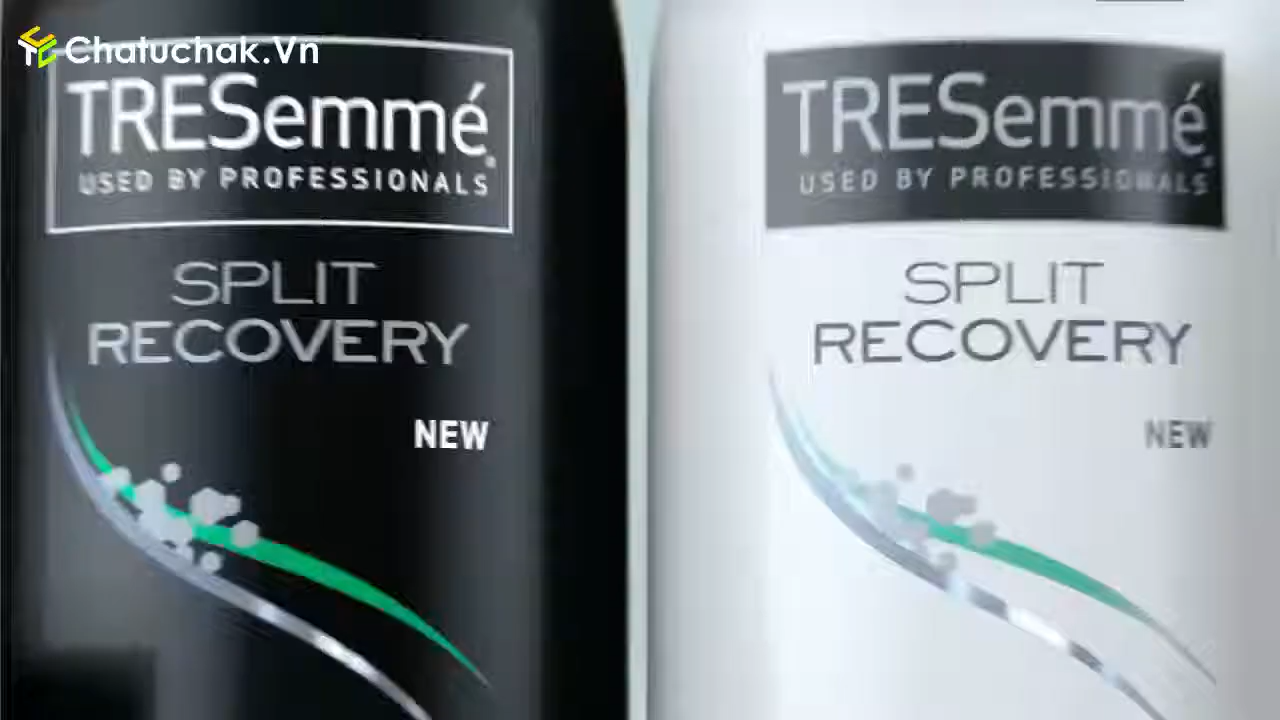 Chatuchak.Vn
TRESemmé
USED BY PROFESSIONALS
SPLIT
RECOVERY
NEW
TRESemmé
USED BY PROFESSIONALS
SPLIT
RECOVERY
NEW